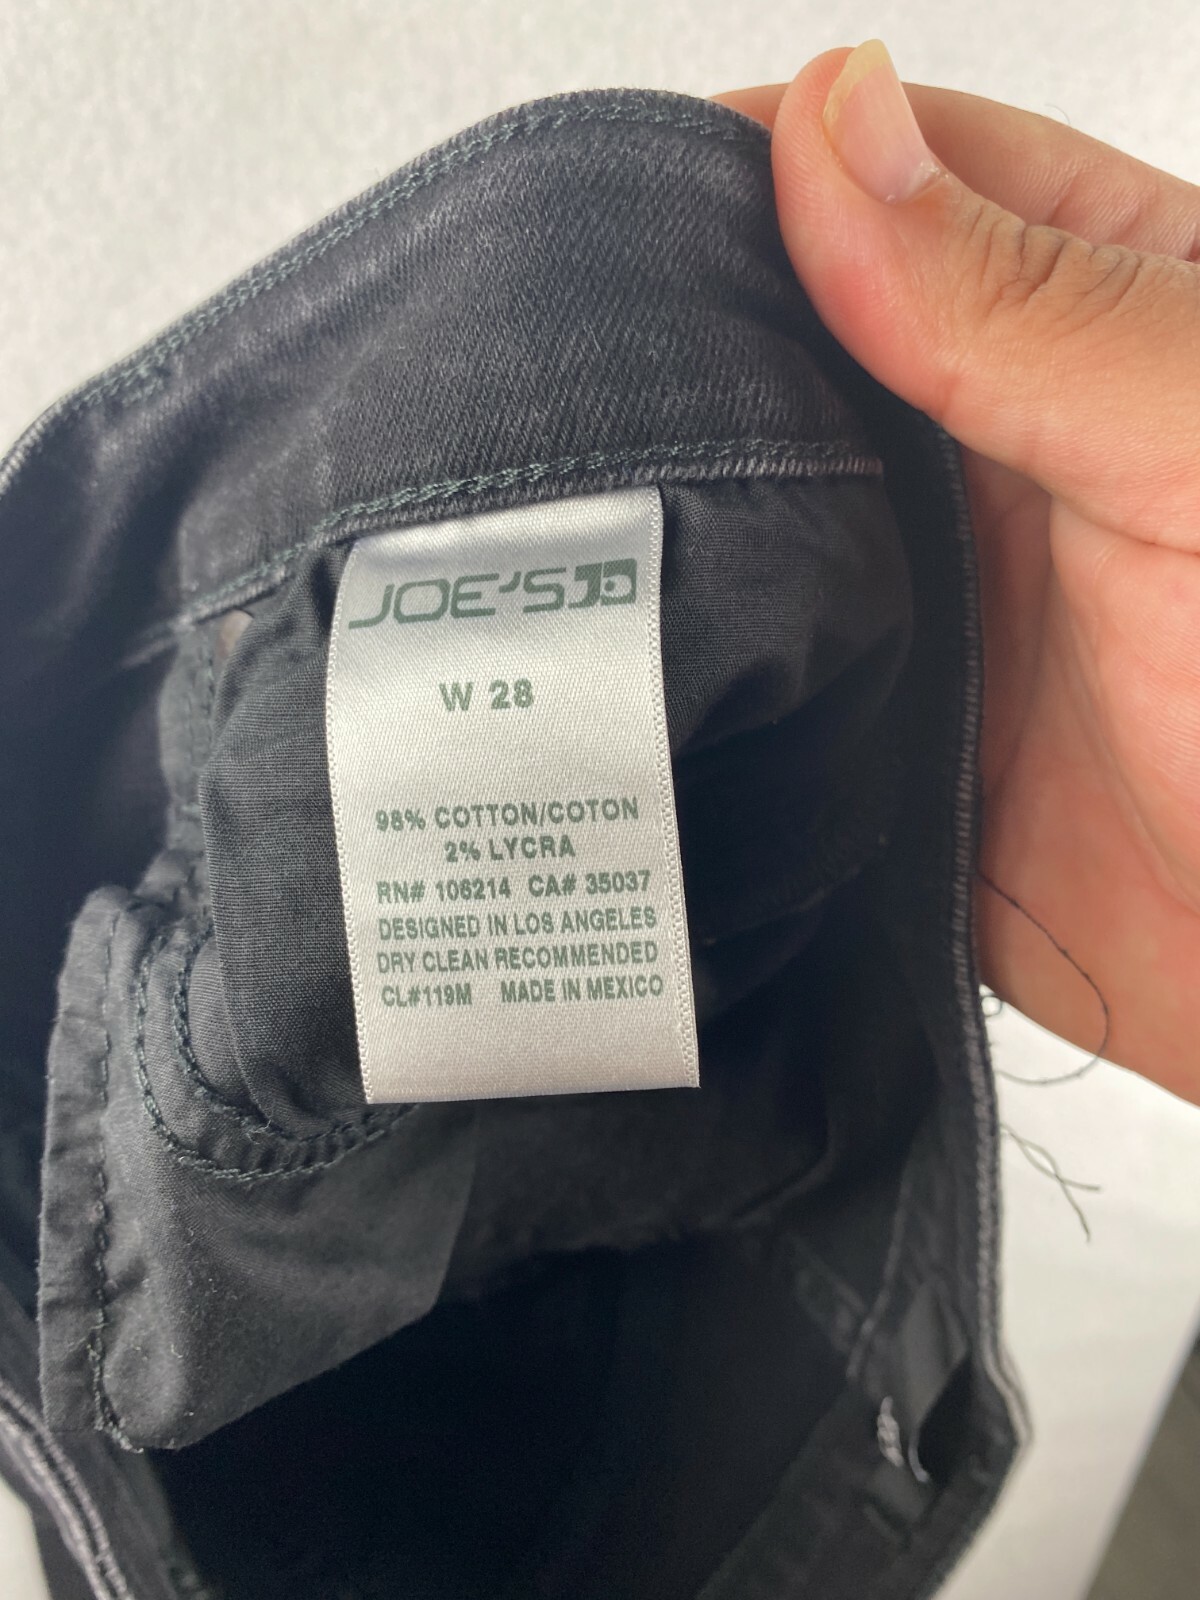 JOE'S JD
W 28
98% COTTON/COTON
2% LYCRA
RN# 106214 CA# 35037
DESIGNED IN LOS ANGELES
DRY CLEAN RECOMMENDED
CL#119M MADE IN MEXICO